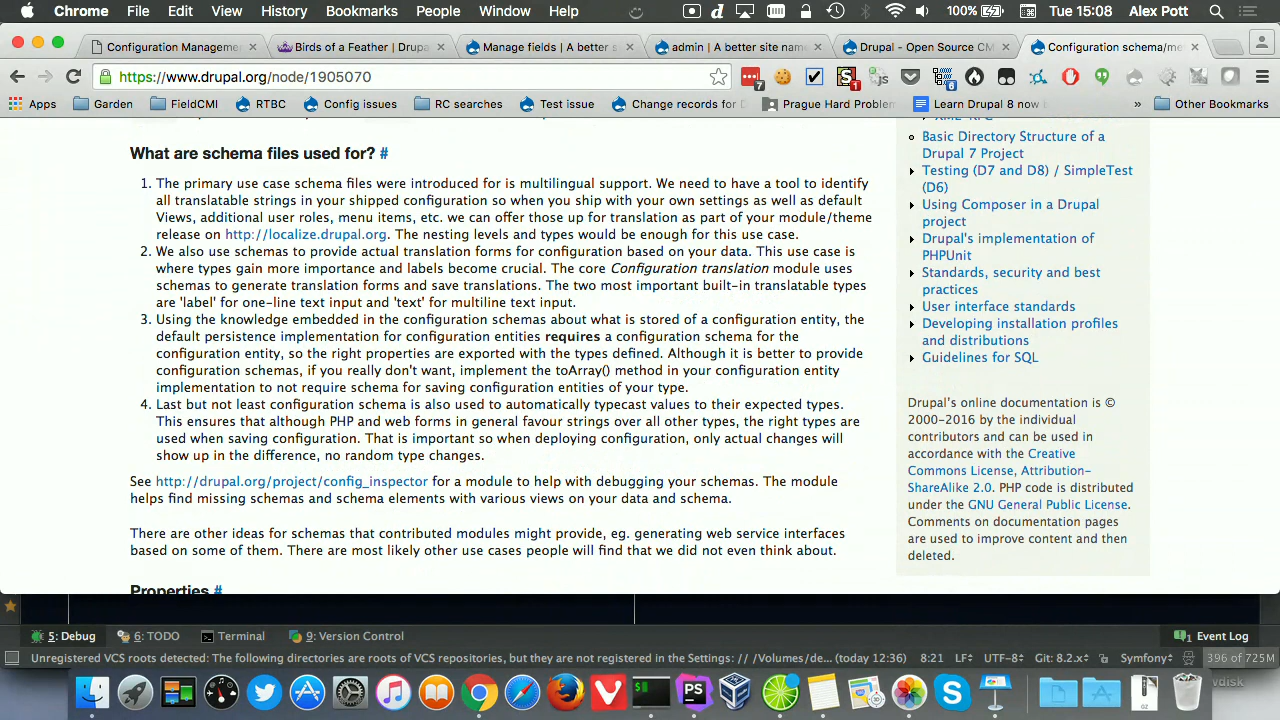 Chrome File Edit View History Bookmarks People Window Help 100% Tue 15:08 Alex Pott
Configuration Manageme Birds of a Feather | Drupa Manage fields | A better s admin | A better site name Drupal - Open Source CM Configuration schema/me
https://www.drupal.org/node/1905070
Apps Garden FieldCMI RTBC Config issues RC searches Test issue Change records for D Prague Hard Problem Learn Drupal 8 now » Other Bookmarks
What are schema files used for? #
1. The primary use case schema files were introduced for is multilingual support. We need to have a tool to identify
all translatable strings in your shipped configuration so when you ship with your own settings as well as default
Views, additional user roles, menu items, etc. we can offer those up for translation as part of your module/theme
release on http://localize.drupal.org. The nesting levels and types would be enough for this use case.
2. We also use schemas to provide actual translation forms for configuration based on your data. This use case is
where types gain more importance and labels become crucial. The core Configuration translation module uses
schemas to generate translation forms and save translations. The two most important built-in translatable types
are 'label' for one-line text input and 'text' for multiline text input.
3. Using the knowledge embedded in the configuration schemas about what is stored of a configuration entity, the
default persistence implementation for configuration entities requires a configuration schema for the
configuration entity, so the right properties are exported with the types defined. Although it is better to provide
configuration schemas, if you really don't want, implement the toArray() method in your configuration entity
implementation to not require schema for saving configuration entities of your type.
4. Last but not least configuration schema is also used to automatically typecast values to their expected types.
This ensures that although PHP and web forms in general favour strings over all other types, the right types are
used when saving configuration. That is important so when deploying configuration, only actual changes will
show up in the difference, no random type changes.
See http://drupal.org/project/config_inspector for a module to help with debugging your schemas. The module
helps find missing schemas and schema elements with various views on your data and schema.
There are other ideas for schemas that contributed modules might provide, eg. generating web service interfaces
based on some of them. There are most likely other use cases people will find that we did not even think about.
Properties #
Basic Directory Structure of a
Drupal 7 Project
Testing (D7 and D8) / SimpleTest
(D6)
Using Composer in a Drupal
project
Drupal's implementation of
PHPUnit
Standards, security and best
practices
User interface standards
Developing installation profiles
and distributions
Guidelines for SQL
Drupal's online documentation is ©
2000-2016 by the individual
contributors and can be used in
accordance with the Creative
Commons License, Attribution-
ShareAlike 2.0. PHP code is distributed
under the GNU General Public License.
Comments on documentation pages
are used to improve content and then
deleted.
5: Debug 6: TODO Terminal 9: Version Control 1 Event Log
Unregistered VCS roots detected: The following directories are roots of VCS repositories, but they are not registered in the Settings: // /Volumes/de... (today 12:36) 8:21 LF÷ UTF-8÷ Git: 8.2.x÷ Symfony÷ 396 of 725M